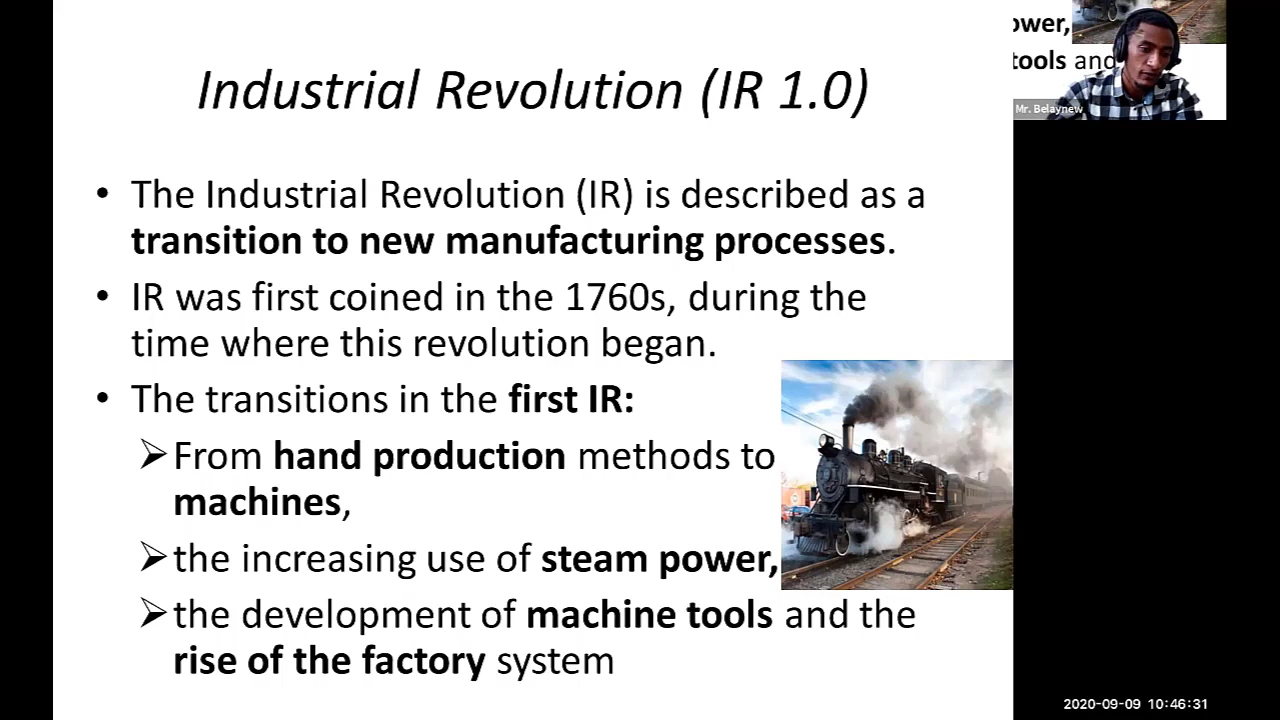 Industrial Revolution (IR 1.0)
• The Industrial Revolution (IR) is described as a
transition to new manufacturing processes.
• IR was first coined in the 1760s, during the
time where this revolution began.
• The transitions in the first IR:
➢From hand production methods to
machines,
➢the increasing use of steam power,
➢the development of machine tools and the
rise of the factory system
ower,
tools and
Mr. Belaynew
2020-09-09 10:46:31